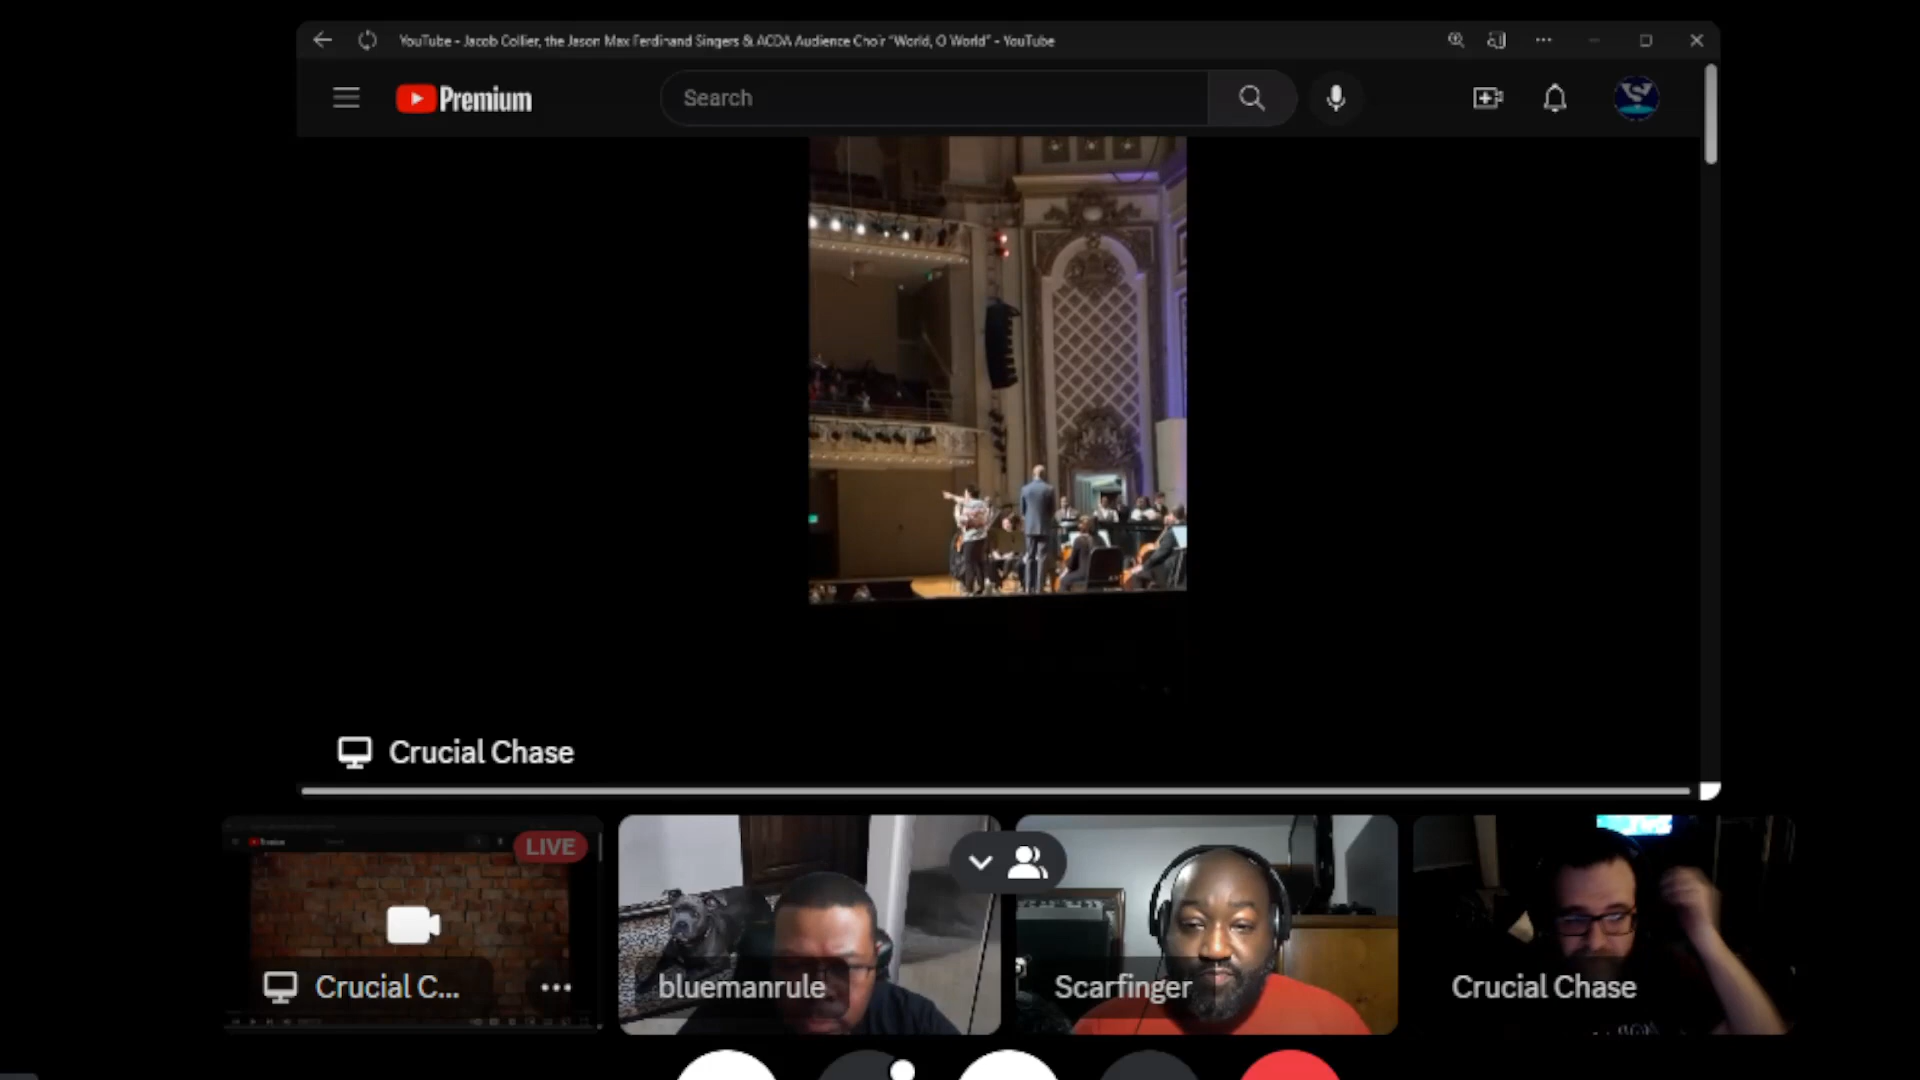 YouTube - Jacob Collier, the Jason Max Ferdinand Singers & ACDA Audience Choir "World, O World" - YouTube
Premium
Search
Crucial Chase
LIVE
Crucial C...
bluemanrule
Scarfinger
Crucial Chase